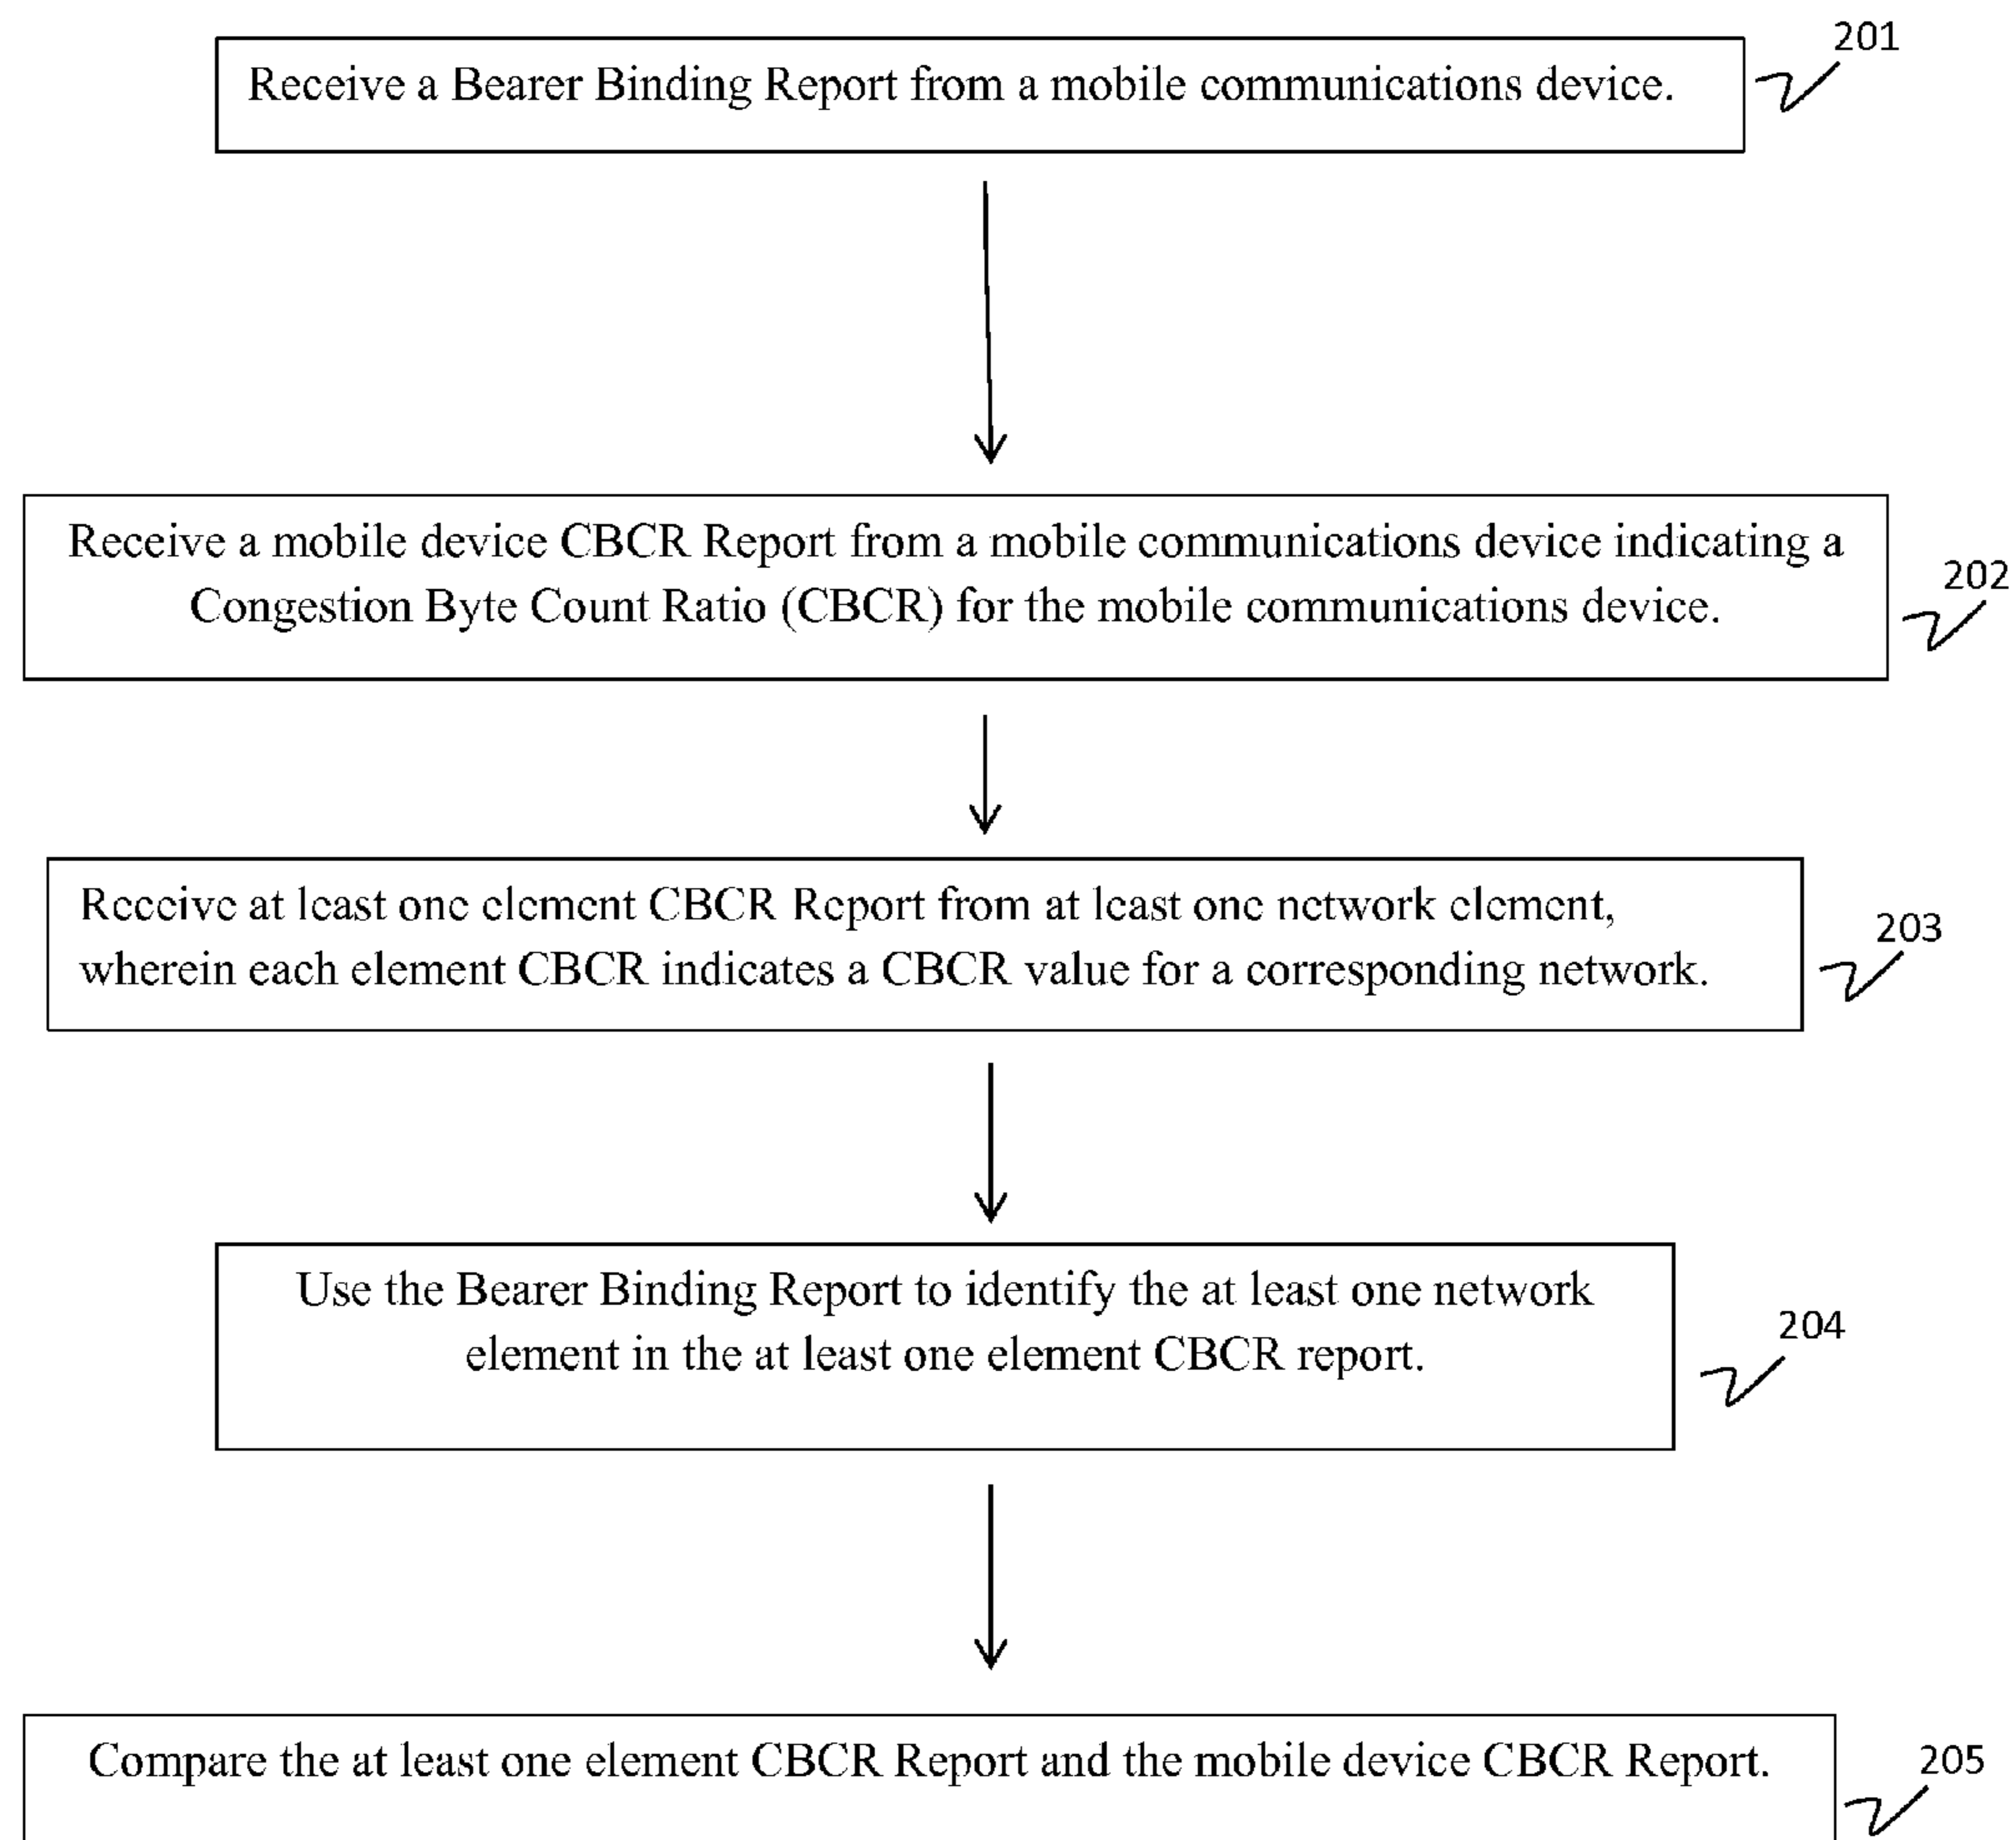 201
Receive a Bearer Binding Report from a mobile communications device.
Receive a mobile device CBCR Report from a mobile communications device indicating a
Congestion Byte Count Ratio (CBCR) for the mobile communications device.
202
Receive at least one element CBCR Report from at least one network element,
wherein each element CBCR indicates a CBCR value for a corresponding network.
203
Use the Bearer Binding Report to identify the at least one network
element in the at least one element CBCR report.
204
Compare the at least one element CBCR Report and the mobile device CBCR Report.
205